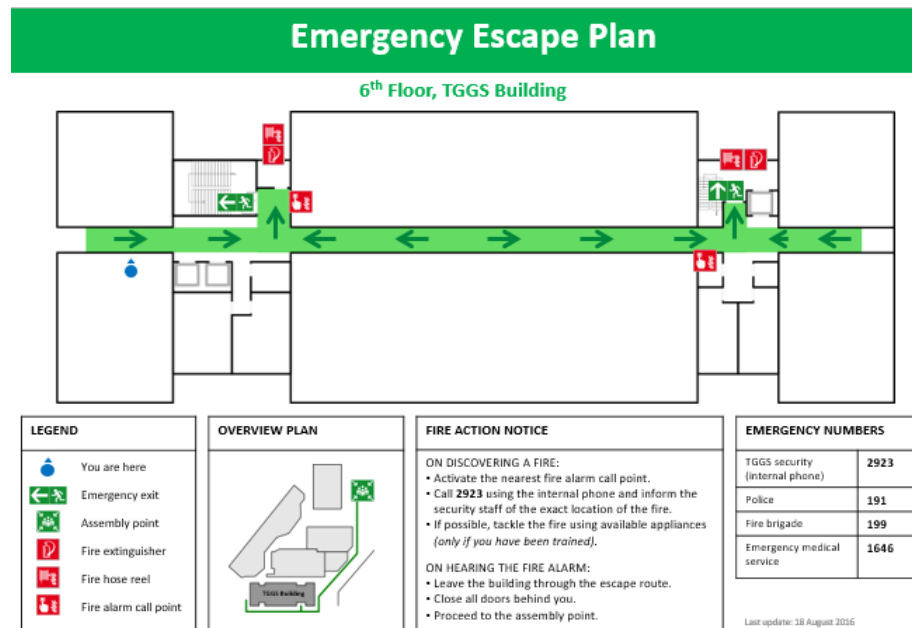 Emergency Escape Plan
6th Floor, TGGS Building
LEGEND
You are here
Emergency exit
Assembly point
Fire extinguisher
Fire hose reel
Fire alarm call point
OVERVIEW PLAN
TGGS Building
FIRE ACTION NOTICE
ON DISCOVERING A FIRE:
• Activate the nearest fire alarm call point.
• Call 2923 using the internal phone and inform the
security staff of the exact location of the fire.
• If possible, tackle the fire using available appliances
(only if you have been trained).
ON HEARING THE FIRE ALARM:
• Leave the building through the escape route.
• Close all doors behind you.
• Proceed to the assembly point.
EMERGENCY NUMBERS
TGGS security 2923
(internal phone)
Police 191
Fire brigade 199
Emergency medical 1646
service
Last update: 18 August 2016